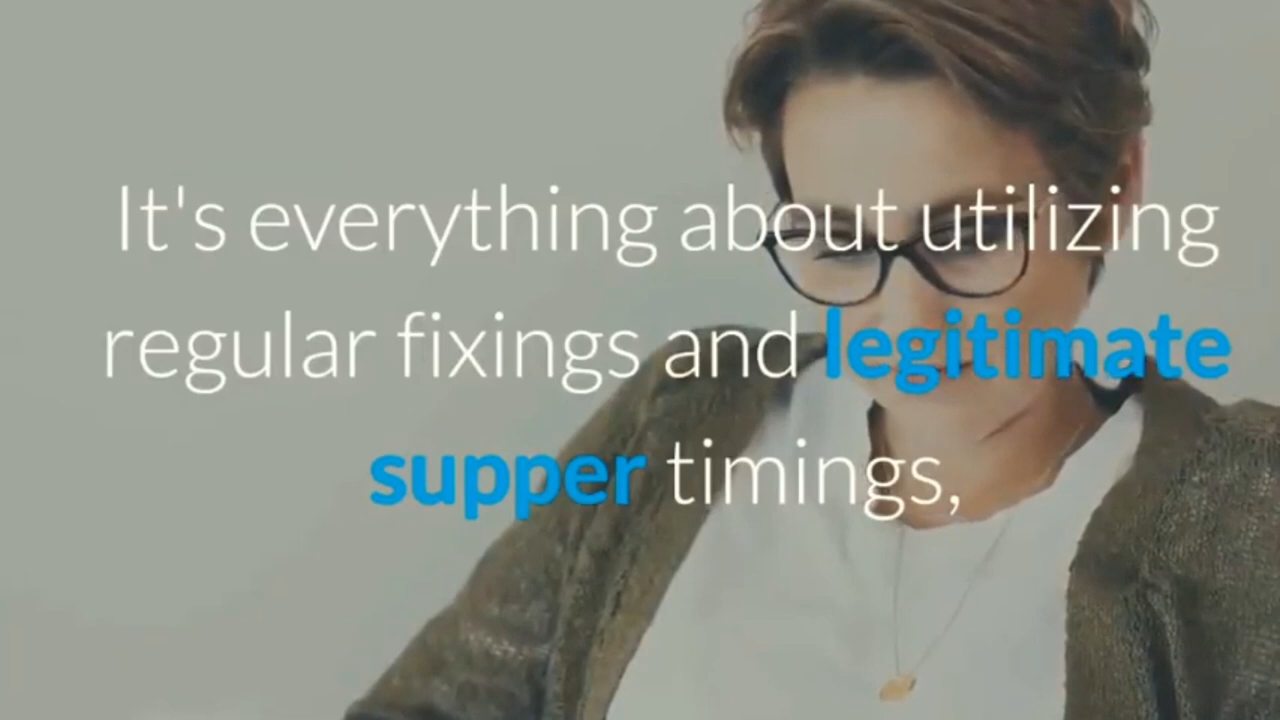 It's everything about utilizing
regular fixings and legitimate
supper timings,